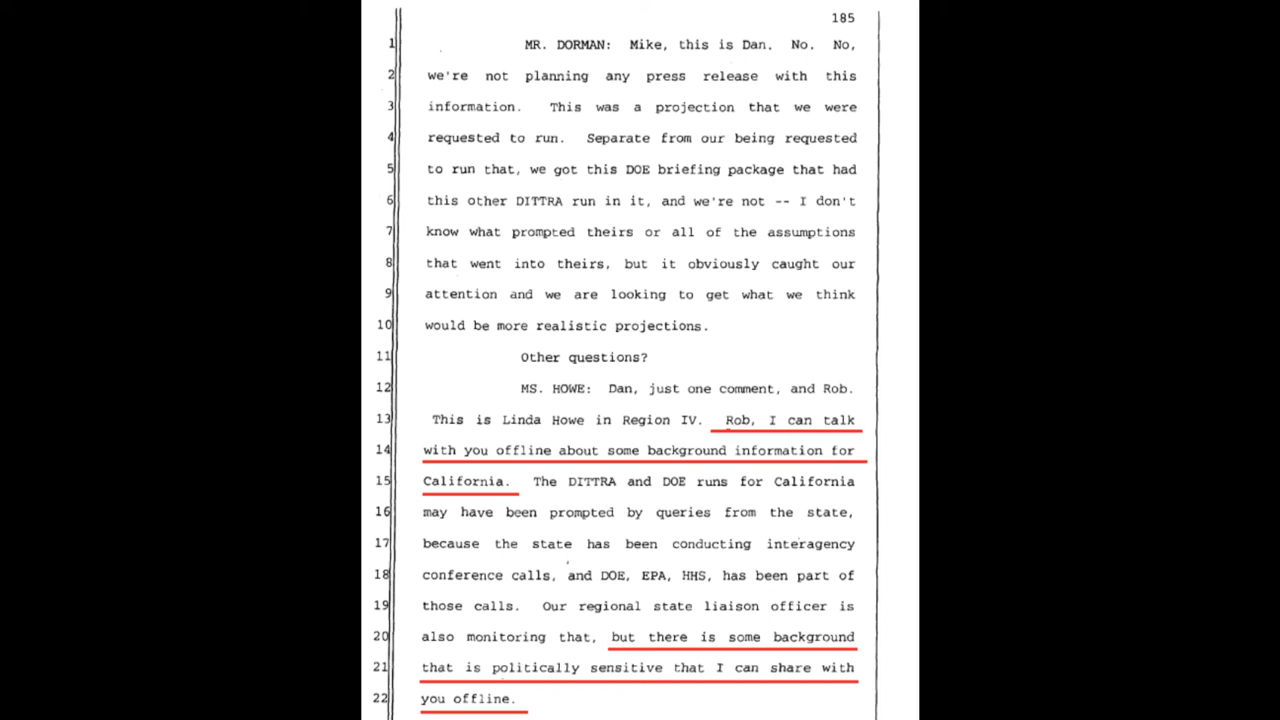 185
1 MR. DORMAN: Mike, this is Dan. No. No,
2 we're not planning any press release with this
3 information. This was a projection that we were
4 requested to run. Separate from our being requested
5 to run that, we got this DOE briefing package that had
6 this other DITTRA run in it, and we're not -- I don't
7 know what prompted theirs or all of the assumptions
8 that went into theirs, but it obviously caught our
9 attention and we are looking to get what we think
10 would be more realistic projections.
11 Other questions?
12 MS. HOWE: Dan, just one comment, and Rob.
13 This is Linda Howe in Region IV. Rob, I can talk
14 with you offline about some background information for
15 California. The DITTRA and DOE runs for California
16 may have been prompted by queries from the state,
17 because the state has been conducting interagency
18 conference calls, and DOE, EPA, HHS, has been part of
19 those calls. Our regional state liaison officer is
20 also monitoring that, but there is some background
21 that is politically sensitive that I can share with
22 you offline.